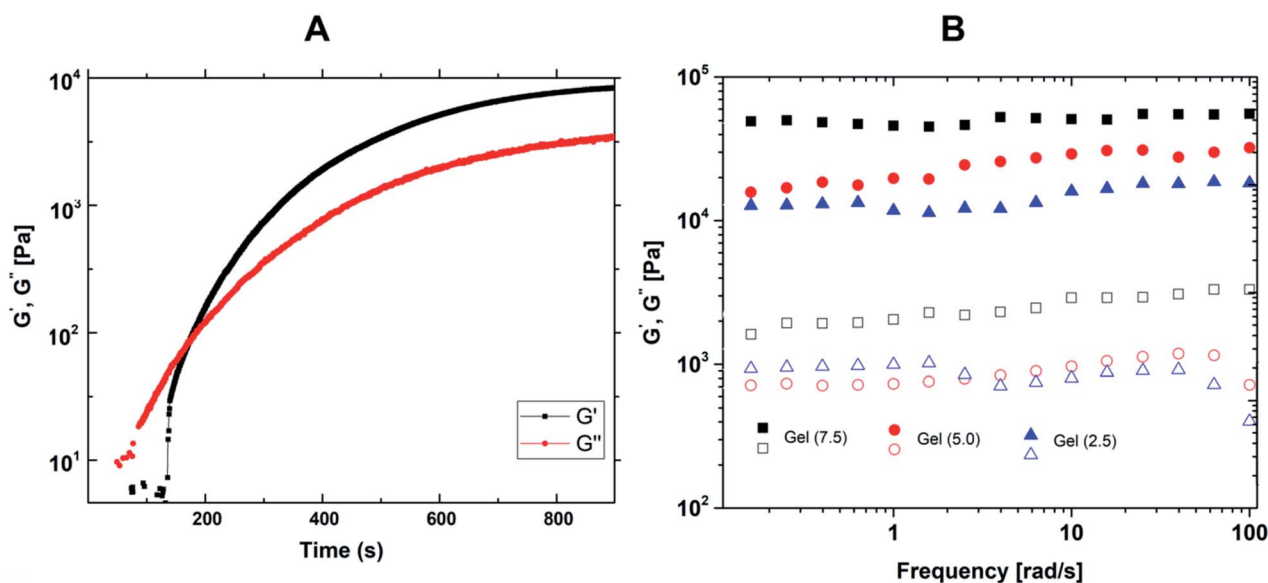 A
G', G'' [Pa]
10⁴
10³
10²
10¹
200
400
600
800
Time (s)
G'
G''
B
G', G'' [Pa]
10⁵
10⁴
10³
10²
1
10
100
Frequency [rad/s]
Gel (7.5)
Gel (5.0)
Gel (2.5)